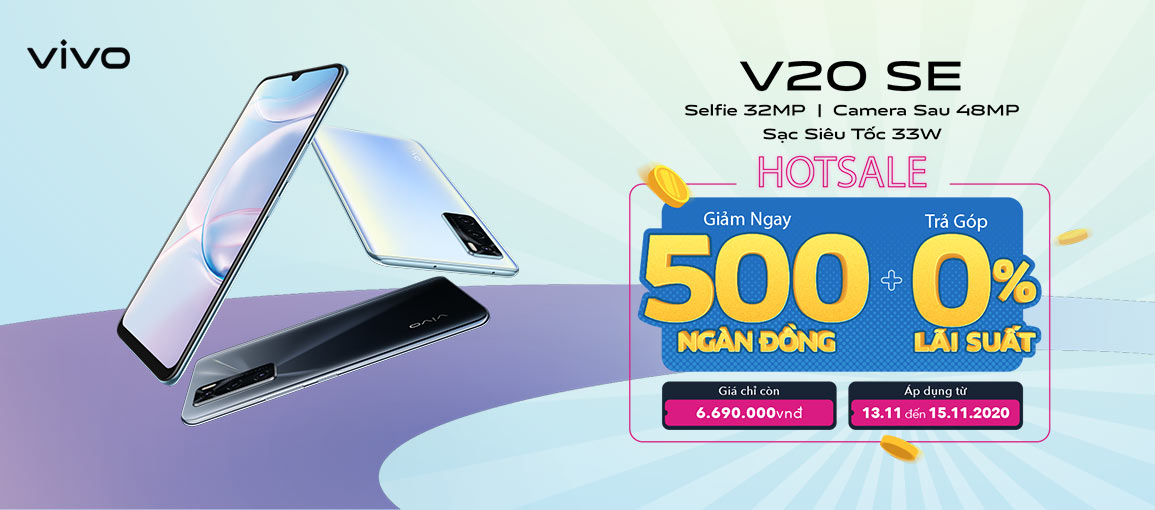 vivo
V20 SE
Selfie 32MP | Camera Sau 48MP
Sạc Siêu Tốc 33W
HOTSALE
Giảm Ngay
500
NGÀN ĐỒNG
+
Trả Góp
0%
LÃI SUẤT
Giá chỉ còn
6.690.000vnđ
Áp dụng từ
13.11 đến 15.11.2020
vivo
vivo